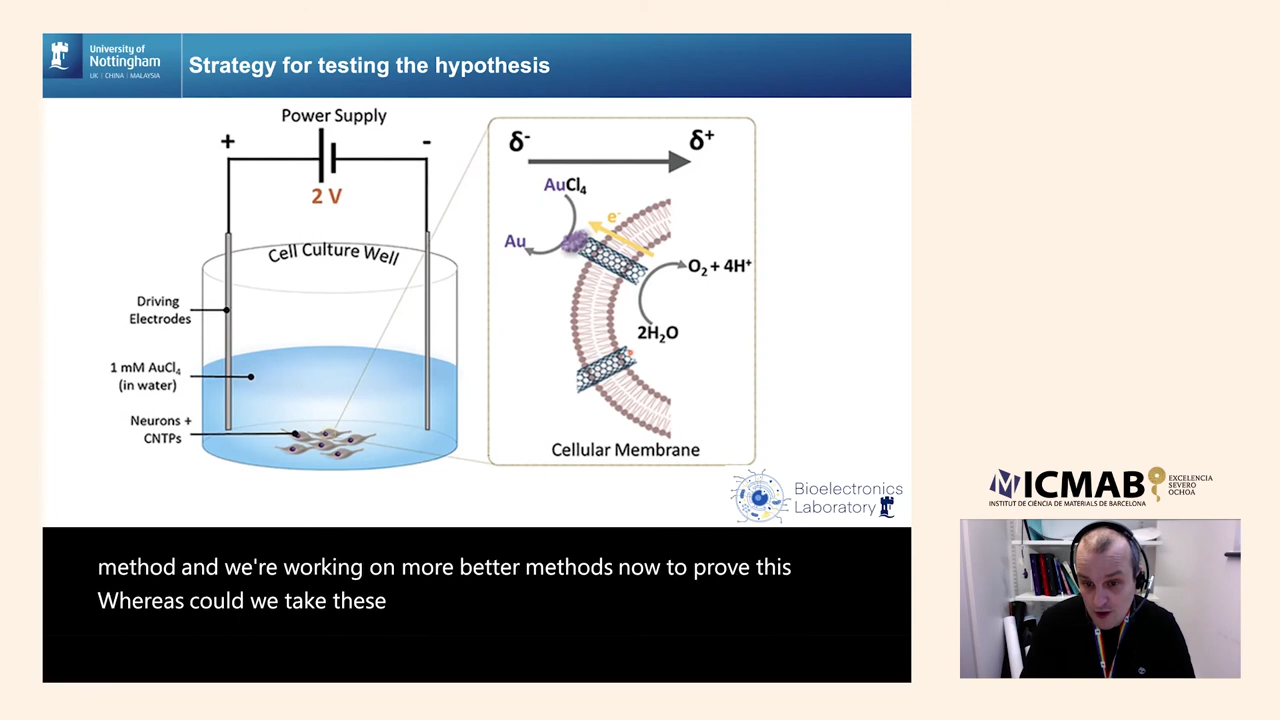 University of
Nottingham
UK | CHINA | MALAYSIA
Strategy for testing the hypothesis
Power Supply
+
-
2 V
Cell Culture Well
Driving
Electrodes
1 mM AuCl4
(in water)
Neurons +
CNTPs
δ-
δ+
AuCl4
e-
Au
O2 + 4H+
2H2O
Cellular Membrane
Bioelectronics
Laboratory
method and we're working on more better methods now to prove this
Whereas could we take these
ICMAB
EXCELENCIA
SEVERO
OCHOA
INSTITUT DE CIÈNCIA DE MATERIALS DE BARCELONA